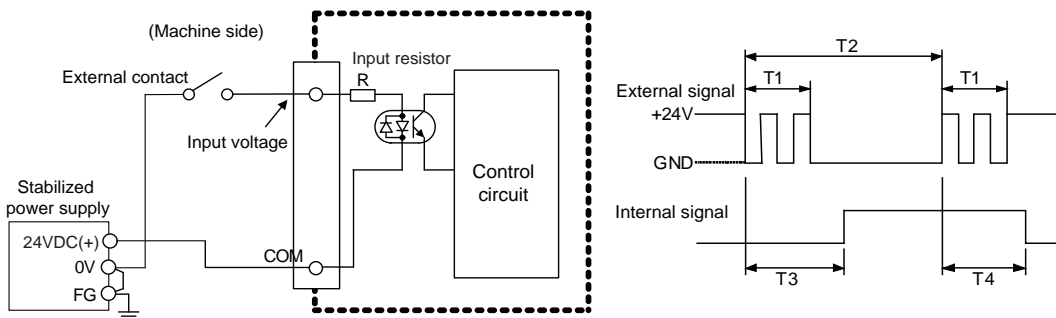 (Machine side)
External contact
Input resistor
R
Input voltage
Control
circuit
Stabilized
power supply
24VDC(+)
0V
FG
COM
T2
T1
T1
External signal
+24V
GND
Internal signal
T3
T4